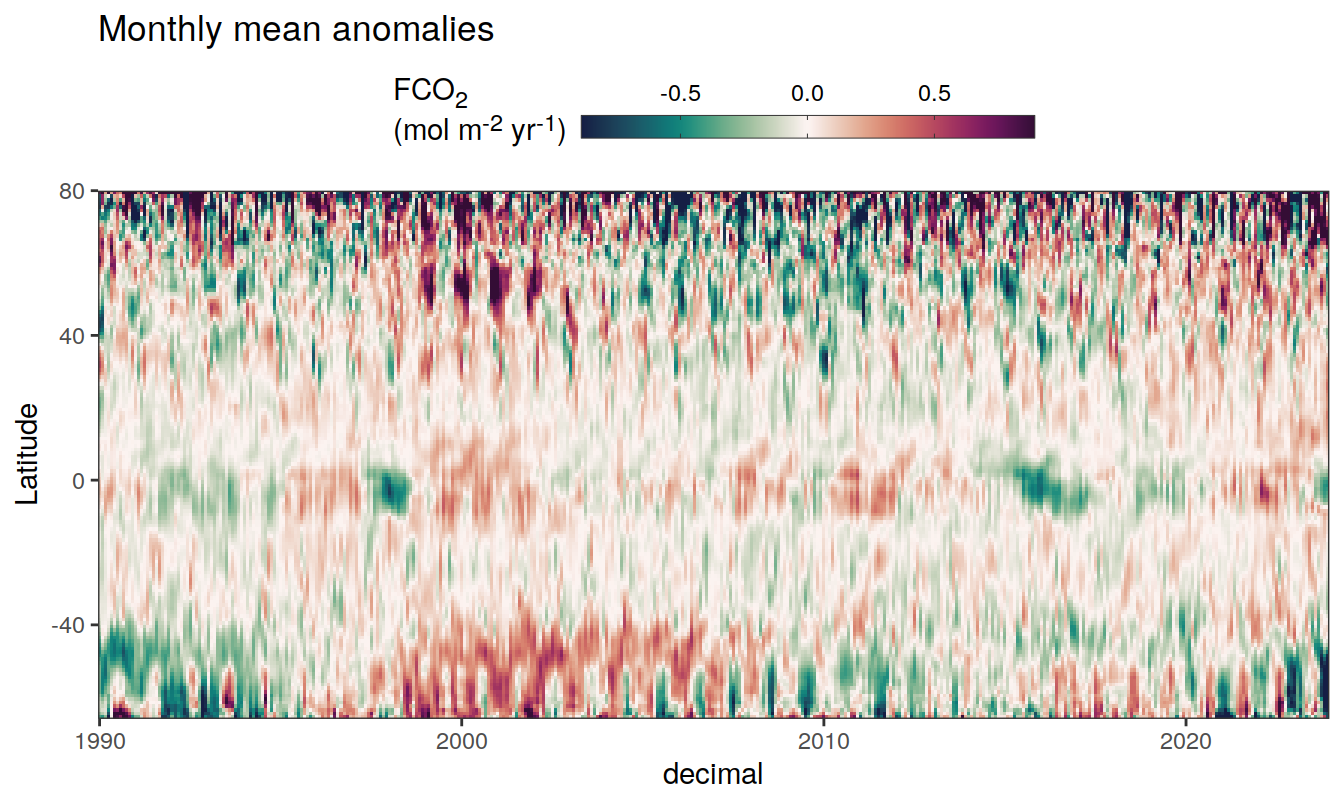 Monthly mean anomalies
FCO₂
(mol m⁻² yr⁻¹)
-0.5 0.0 0.5
80
40
0
-40
Latitude
1990 2000 2010 2020
decimal